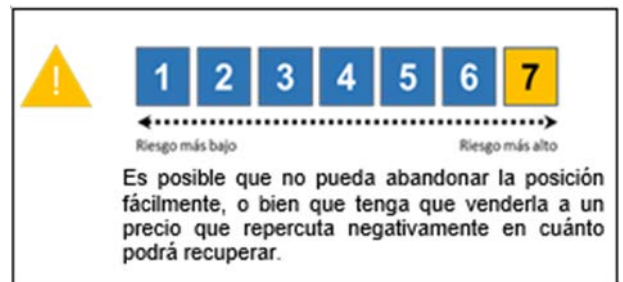 !
1 2 3 4 5 6 7
Riesgo más bajo Riesgo más alto
Es posible que no pueda abandonar la posición
fácilmente, o bien que tenga que venderla a un
precio que repercuta negativamente en cuánto
podrá recuperar.